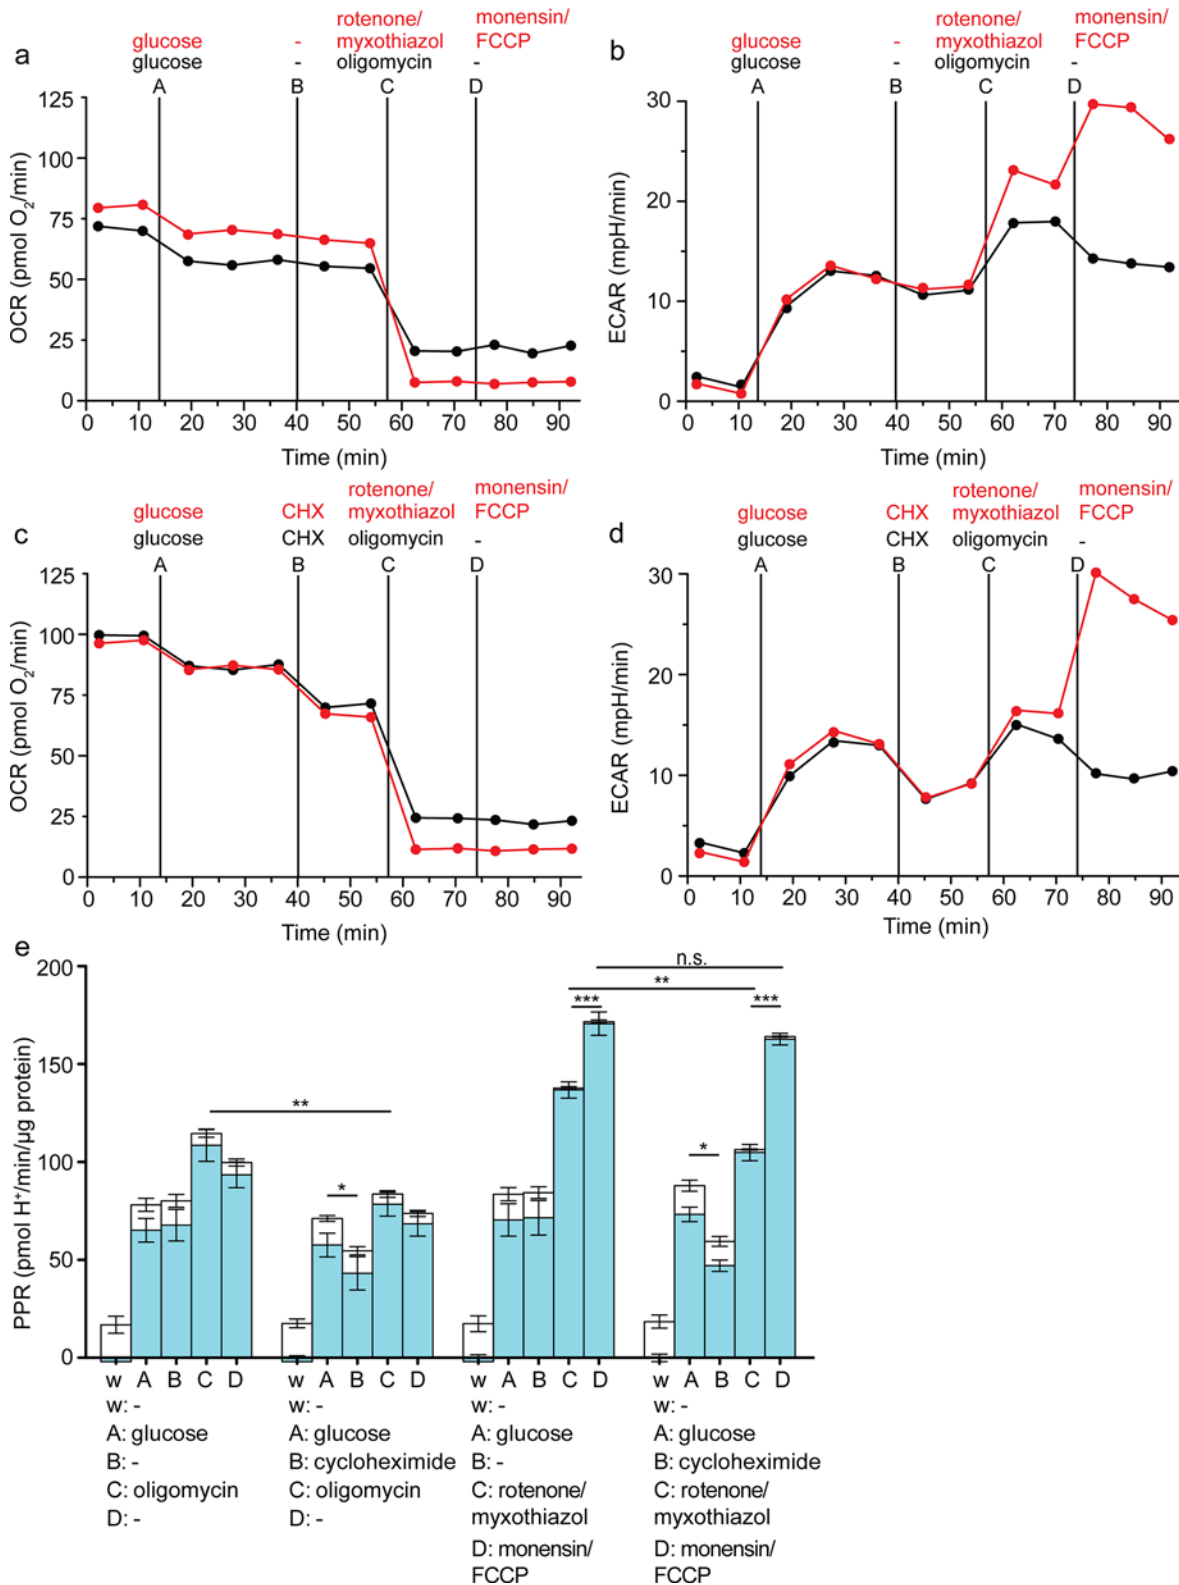 a
glucose - rotenone/ myxothiazol monensin/ FCCP
glucose - oligomycin -
A B C D
OCR (pmol O₂/min)
125
100
75
50
25
0
0 10 20 30 40 50 60 70 80 90
Time (min)
b
glucose - rotenone/ myxothiazol monensin/ FCCP
glucose - oligomycin -
A B C D
ECAR (mpH/min)
30
20
10
0
0 10 20 30 40 50 60 70 80 90
Time (min)
c
glucose CHX rotenone/ myxothiazol monensin/ FCCP
glucose CHX oligomycin -
A B C D
OCR (pmol O₂/min)
125
100
75
50
25
0
0 10 20 30 40 50 60 70 80 90
Time (min)
d
glucose CHX rotenone/ myxothiazol monensin/ FCCP
glucose CHX oligomycin -
A B C D
ECAR (mpH/min)
30
20
10
0
0 10 20 30 40 50 60 70 80 90
Time (min)
e
PPR (pmol H⁺/min/µg protein)
200
150
100
50
0
n.s.
**
*** ***
**
* *
w A B C D w A B C D w A B C D w A B C D
w: - w: - w: - w: -
A: glucose A: glucose A: glucose A: glucose
B: - B: cycloheximide B: - B: cycloheximide
C: oligomycin C: oligomycin C: rotenone/ C: rotenone/
D: - D: - myxothiazol myxothiazol
D: monensin/ D: monensin/
FCCP FCCP